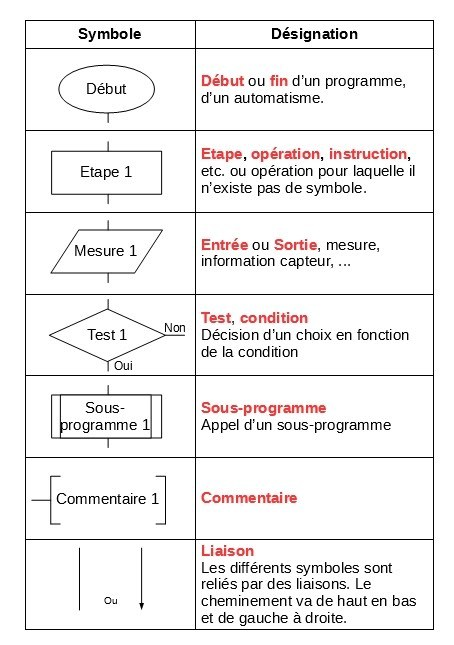 Symbole
Désignation
Début
Début ou fin d'un programme,
d'un automatisme.
Etape 1
Etape, opération, instruction,
etc. ou opération pour laquelle il
n'existe pas de symbole.
Mesure 1
Entrée ou Sortie, mesure,
information capteur, ...
Test 1
Non
Oui
Test, condition
Décision d'un choix en fonction
de la condition
Sous-
programme 1
Sous-programme
Appel d'un sous-programme
Commentaire 1
Commentaire
Ou
Liaison
Les différents symboles sont
reliés par des liaisons. Le
cheminement va de haut en bas
et de gauche à droite.